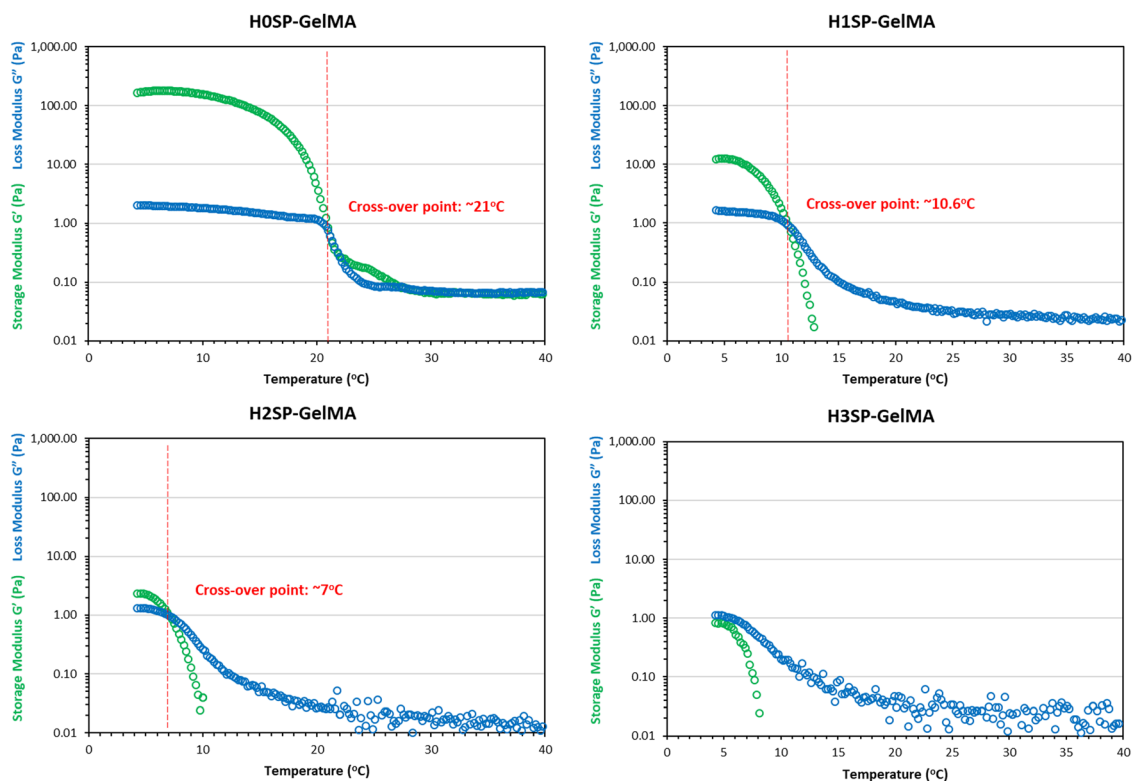 H0SP-GelMA
Storage Modulus G’ (Pa) Loss Modulus G’’ (Pa)
1,000.00
100.00
10.00
1.00
0.10
0.01
Cross-over point: ~21°C
0 10 20 30 40
Temperature (°C)
H1SP-GelMA
Storage Modulus G’ (Pa) Loss Modulus G’’ (Pa)
1,000.00
100.00
10.00
1.00
0.10
0.01
Cross-over point: ~10.6°C
0 5 10 15 20 25 30 35 40
Temperature (°C)
H2SP-GelMA
Storage Modulus G’ (Pa) Loss Modulus G’’ (Pa)
1,000.00
100.00
10.00
1.00
0.10
0.01
Cross-over point: ~7°C
0 10 20 30 40
Temperature (°C)
H3SP-GelMA
Storage Modulus G’ (Pa) Loss Modulus G’’ (Pa)
1,000.00
100.00
10.00
1.00
0.10
0.01
0 5 10 15 20 25 30 35 40
Temperature (°C)